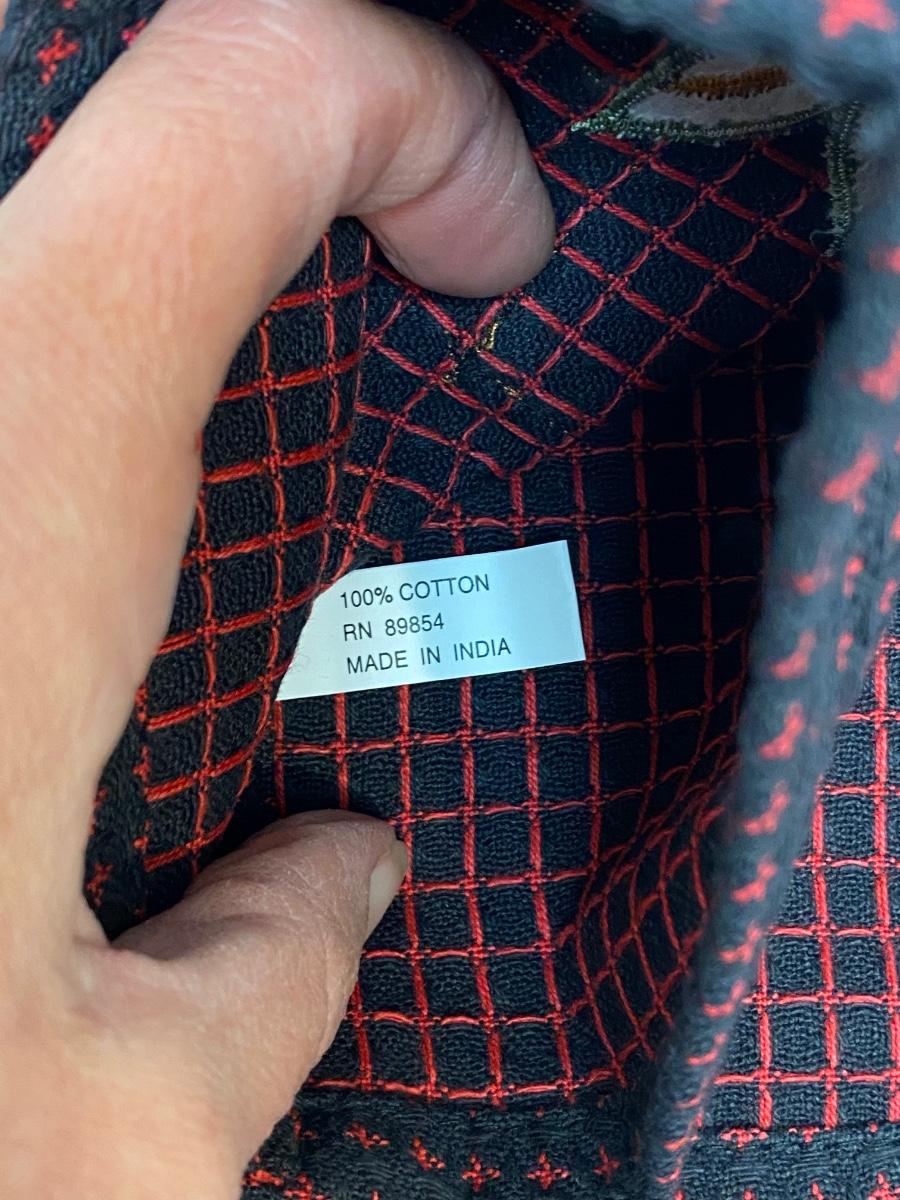 100% COTTON
RN 89854
MADE IN INDIA